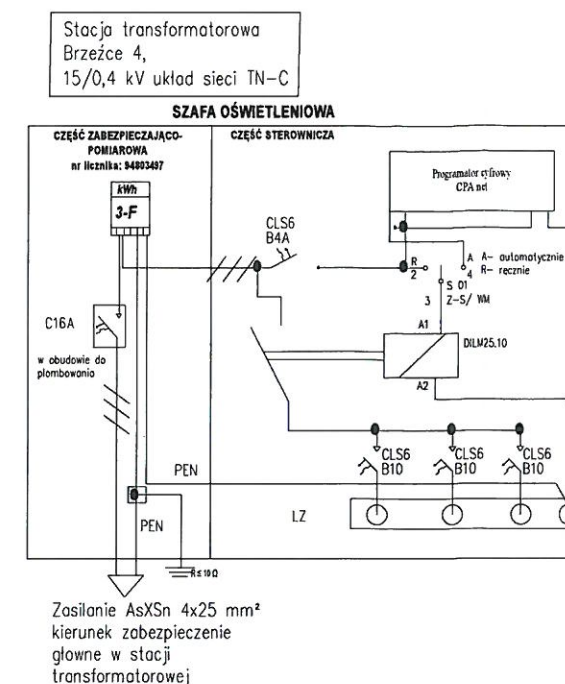 Stacja transformatorowa
Brzeźce 4,
15/0,4 kV układ sieci TN-C
SZAFA OŚWIETLENIOWA
CZĘŚĆ ZABEZPIECZAJĄCO-
POMIAROWA
nr licznika: 94803497
CZĘŚĆ STEROWNICZA
kWh
3-F
Programator cyfrowy
CPA net
CLS6
B4A
R
2
A
4
A- automatycznie
R- ręcznie
S 01
3
Z-S/ WM
C16A
w obudowie do
plombowania
A1
DILM25.10
A2
CLS6
B10
CLS6
B10
CLS6
B10
PEN
LZ
PEN
R≤10Ω
Zasilanie AsXSn 4x25 mm²
kierunek zabezpieczenie
głowne w stacji
transformatorowej